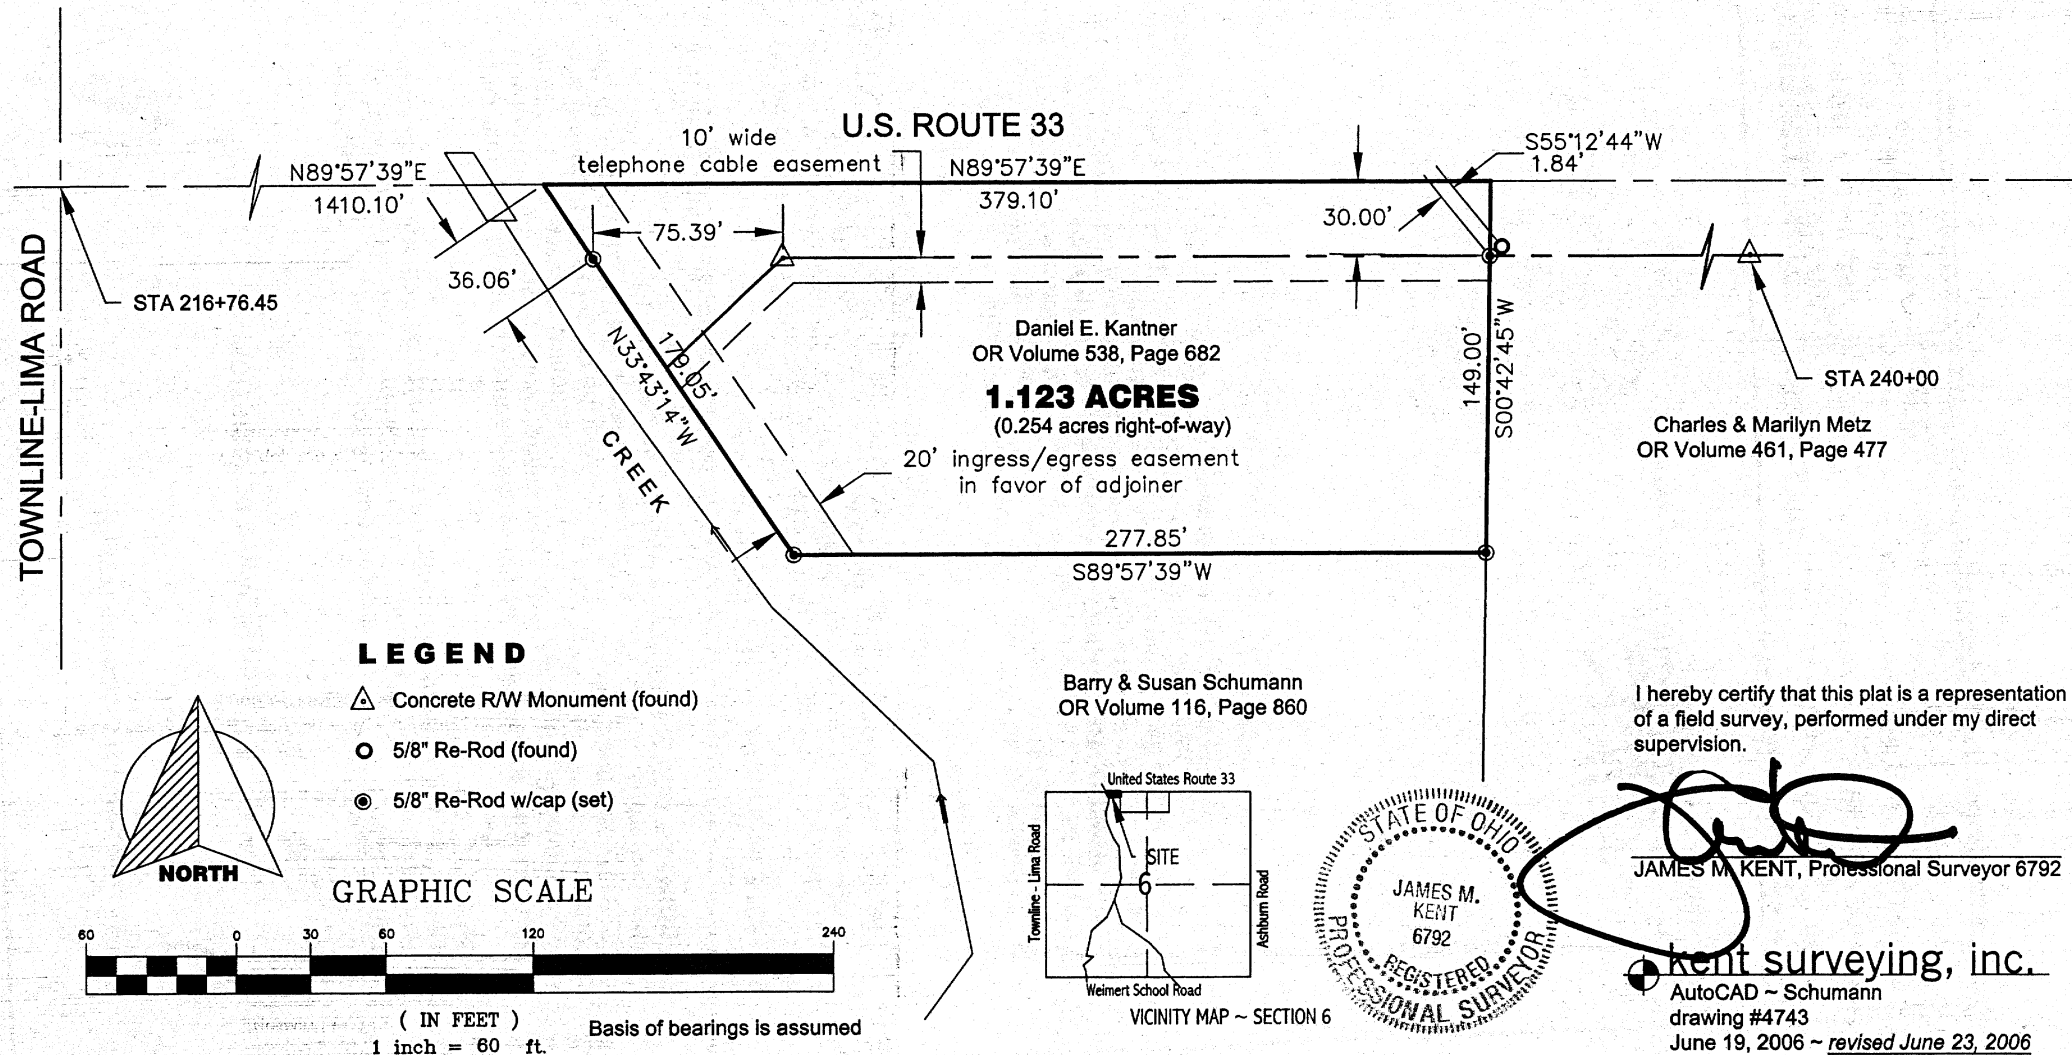 U.S. ROUTE 33
10' wide
telephone cable easement
N89°57'39"E
1410.10'
N89°57'39"E
379.10'
S55°12'44"W
1.84'
30.00'
75.39'
36.06'
STA 216+76.45
TOWNLINE-LIMA ROAD
179.05'
N33°43'14"W
CREEK
Daniel E. Kantner
OR Volume 538, Page 682
1.123 ACRES
(0.254 acres right-of-way)
20' ingress/egress easement
in favor of adjoiner
149.00'
S00°42'45"W
STA 240+00
Charles & Marilyn Metz
OR Volume 461, Page 477
277.85'
S89°57'39"W
LEGEND
Concrete R/W Monument (found)
5/8" Re-Rod (found)
5/8" Re-Rod w/cap (set)
NORTH
GRAPHIC SCALE
60 0 30 60 120 240
( IN FEET )
1 inch = 60 ft.
Basis of bearings is assumed
Barry & Susan Schumann
OR Volume 116, Page 860
United States Route 33
Townline - Lima Road
SITE
6
Ashburn Road
Weimert School Road
VICINITY MAP ~ SECTION 6
STATE OF OHIO
JAMES M.
KENT
6792
REGISTERED
PROFESSIONAL SURVEYOR
I hereby certify that this plat is a representation
of a field survey, performed under my direct
supervision.
JAMES M. KENT, Professional Surveyor 6792
kent surveying, inc.
AutoCAD ~ Schumann
drawing #4743
June 19, 2006 ~ revised June 23, 2006